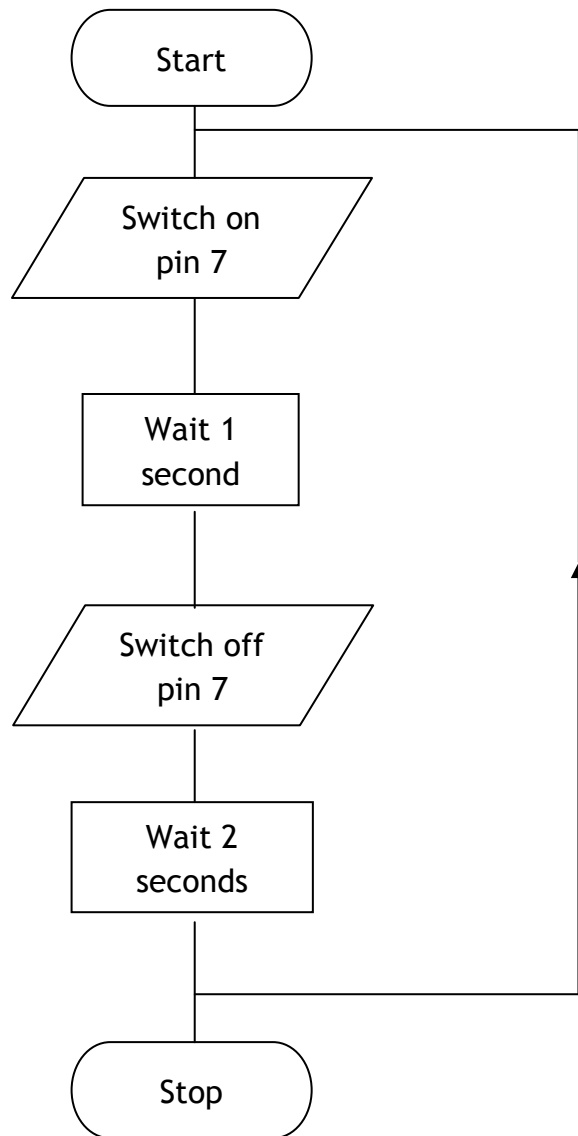 Start
Switch on
pin 7
Wait 1
second
Switch off
pin 7
Wait 2
seconds
Stop